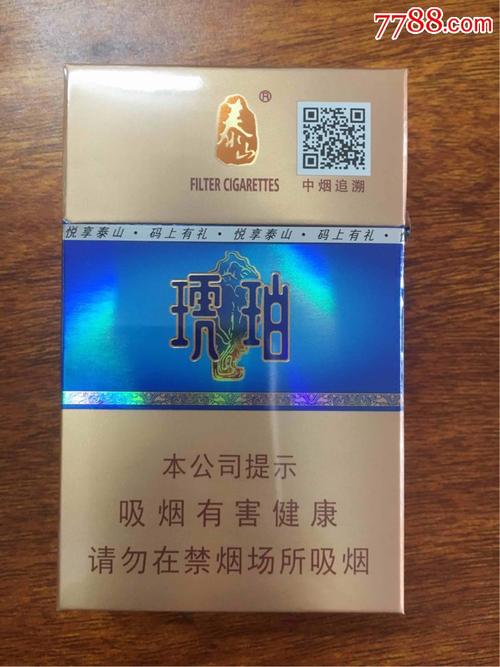 7788.com
泰山®
FILTER CIGARETTES
中烟追溯
悦享泰山 · 码上有礼 · 悦享泰山 · 码上有礼 ·
琥珀
本公司提示
吸烟有害健康
请勿在禁烟场所吸烟